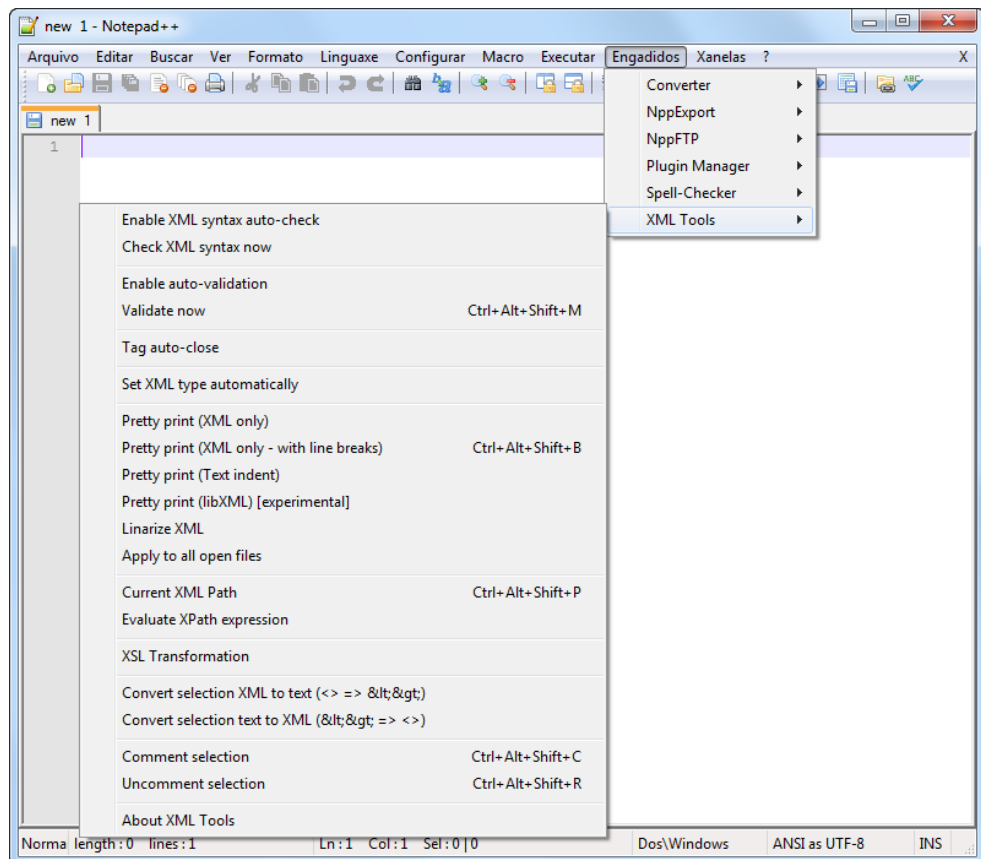 new 1 - Notepad++
Arquivo Editar Buscar Ver Formato Linguaxe Configurar Macro Executar Engadidos Xanelas ? X
new 1
1
Converter
NppExport
NppFTP
Plugin Manager
Spell-Checker
XML Tools
Enable XML syntax auto-check
Check XML syntax now
Enable auto-validation
Validate now Ctrl+Alt+Shift+M
Tag auto-close
Set XML type automatically
Pretty print (XML only)
Pretty print (XML only - with line breaks) Ctrl+Alt+Shift+B
Pretty print (Text indent)
Pretty print (libXML) [experimental]
Linarize XML
Apply to all open files
Current XML Path Ctrl+Alt+Shift+P
Evaluate XPath expression
XSL Transformation
Convert selection XML to text (<> => &lt;&gt;)
Convert selection text to XML (&lt;&gt; => <>)
Comment selection Ctrl+Alt+Shift+C
Uncomment selection Ctrl+Alt+Shift+R
About XML Tools
Norma length : 0 lines : 1 Ln : 1 Col : 1 Sel : 0 | 0 Dos\Windows ANSI as UTF-8 INS